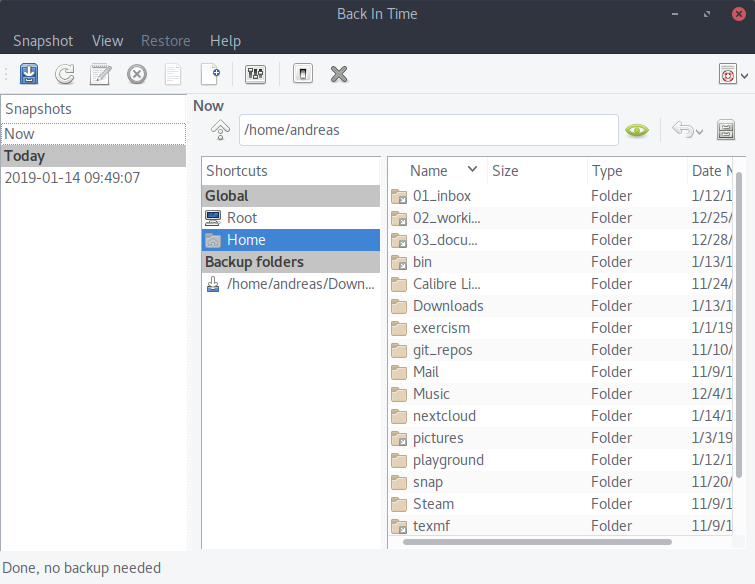 Back In Time
Snapshot View Restore Help
Snapshots
Now
Today
2019-01-14 09:49:07
Now
/home/andreas
Shortcuts
Global
Root
Home
Backup folders
/home/andreas/Down...
Name Size Type Date M
01_inbox Folder 1/12/1
02_worki... Folder 12/25/
03_docu... Folder 12/28/
bin Folder 1/13/1
Calibre Li... Folder 11/24/
Downloads Folder 1/13/1
exercism Folder 1/1/19
git_repos Folder 11/10/
Mail Folder 11/9/1
Music Folder 12/4/1
nextcloud Folder 1/14/1
pictures Folder 1/3/19
playground Folder 1/12/1
snap Folder 11/20/
Steam Folder 11/9/1
texmf Folder 11/9/1
Done, no backup needed